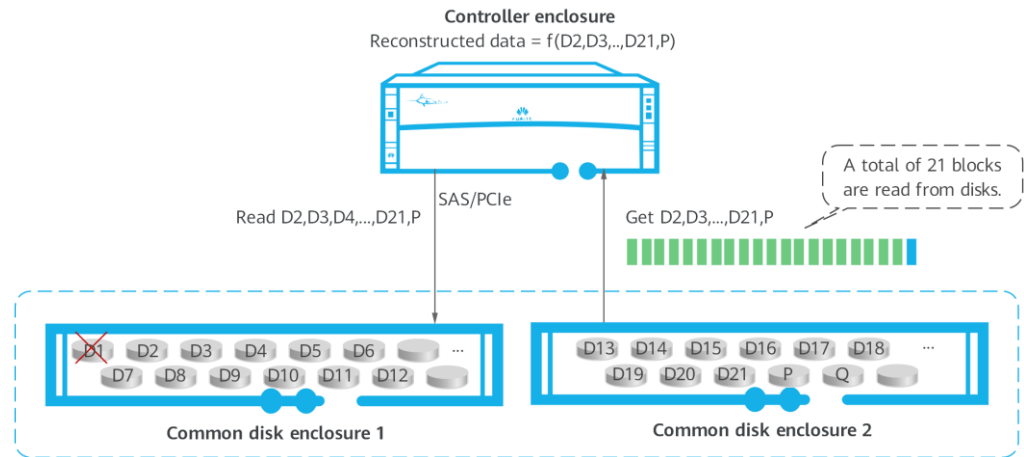 Controller enclosure
Reconstructed data = f(D2,D3,..,D21,P)
A total of 21 blocks
are read from disks.
SAS/PCIe
Read D2,D3,D4,...,D21,P
Get D2,D3,...,D21,P
D1 D2 D3 D4 D5 D6 ...
D7 D8 D9 D10 D11 D12
Common disk enclosure 1
D13 D14 D15 D16 D17 D18 ...
D19 D20 D21 P Q
Common disk enclosure 2